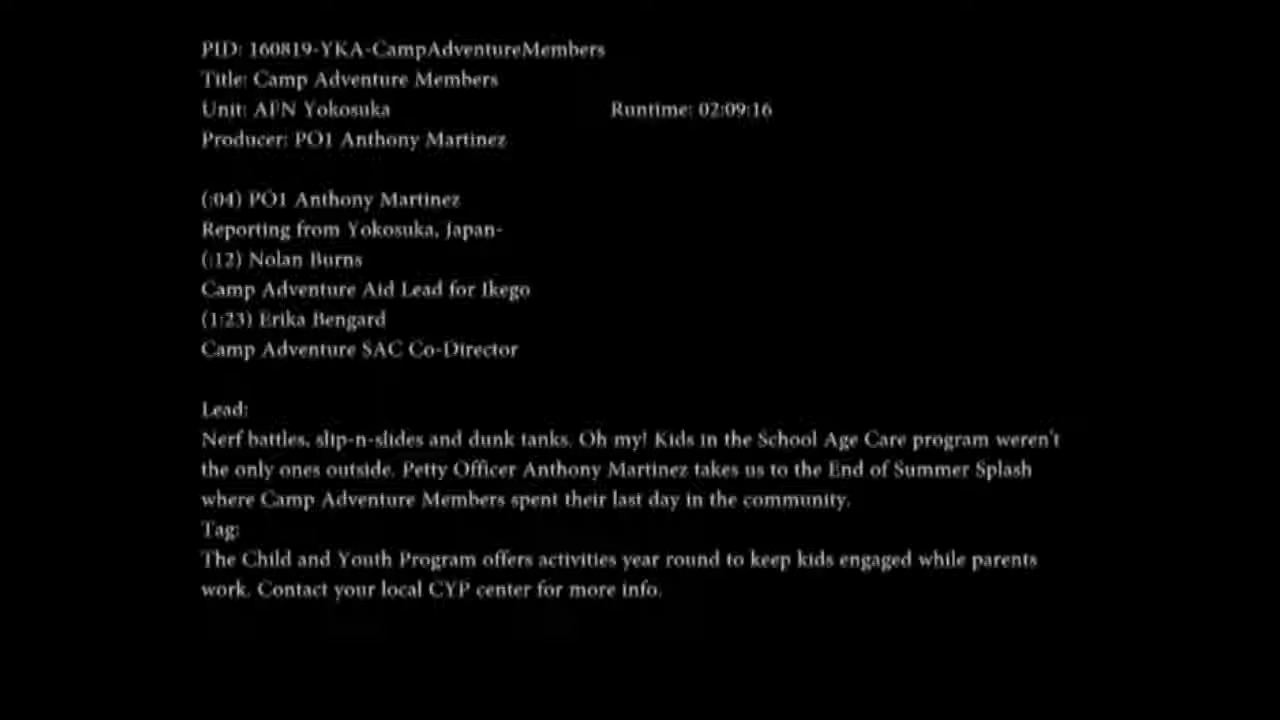 PID: 160819-YKA-CampAdventureMembers
Title: Camp Adventure Members
Unit: AFN Yokosuka Runtime: 02:09:16
Producer: PO1 Anthony Martinez
(:04) PO1 Anthony Martinez
Reporting from Yokosuka, Japan-
(:12) Nolan Burns
Camp Adventure Aid Lead for Ikego
(1:23) Erika Bengard
Camp Adventure SAC Co-Director
Lead:
Nerf battles, slip-n-slides and dunk tanks. Oh my! Kids in the School Age Care program weren't
the only ones outside. Petty Officer Anthony Martinez takes us to the End of Summer Splash
where Camp Adventure Members spent their last day in the community.
Tag:
The Child and Youth Program offers activities year round to keep kids engaged while parents
work. Contact your local CYP center for more info.